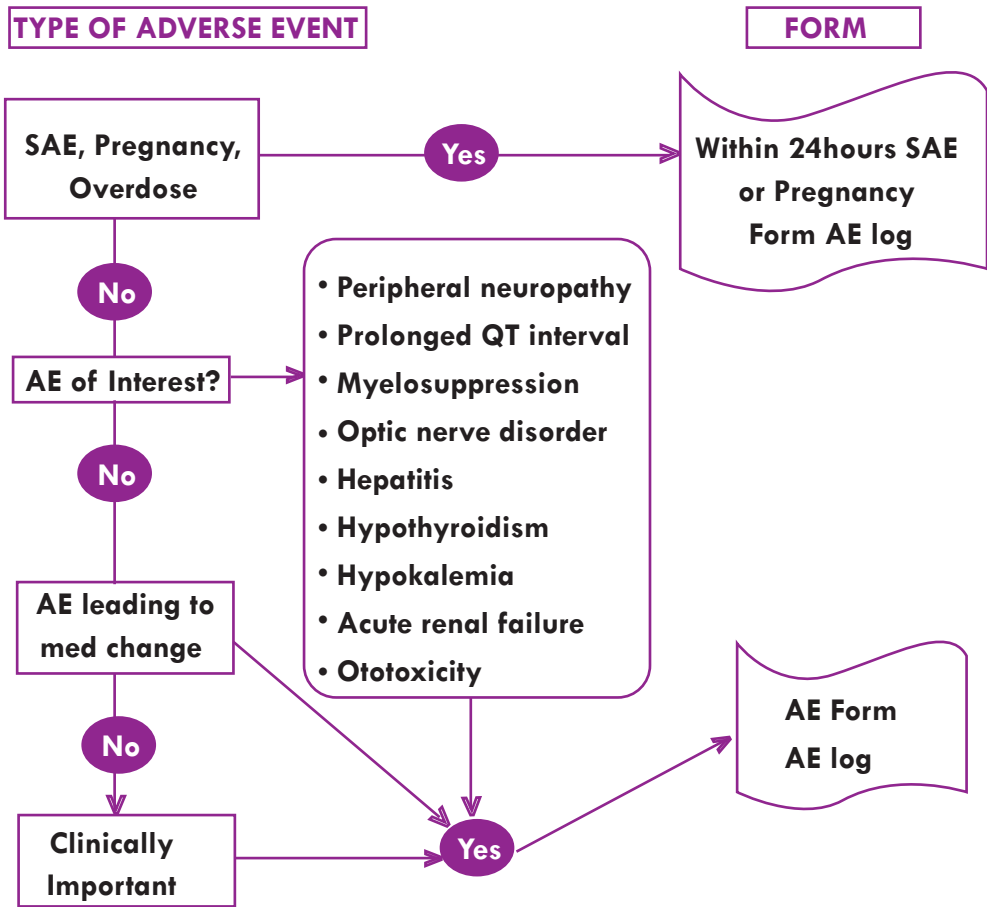 TYPE OF ADVERSE EVENT
FORM
SAE, Pregnancy,
Overdose
Yes
Within 24hours SAE
or Pregnancy
Form AE log
No
AE of Interest?
• Peripheral neuropathy
• Prolonged QT interval
• Myelosuppression
• Optic nerve disorder
• Hepatitis
• Hypothyroidism
• Hypokalemia
• Acute renal failure
• Ototoxicity
No
AE leading to
med change
No
Clinically
Important
Yes
AE Form
AE log